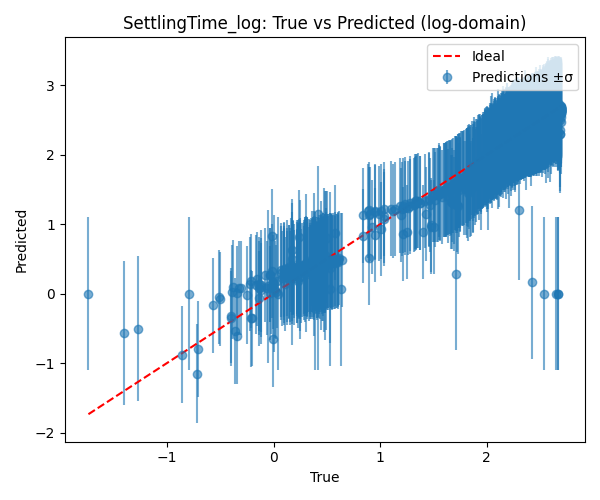 SettlingTime_log: True vs Predicted (log-domain)
Ideal
Predictions ±σ
3
2
1
0
−1
−2
Predicted
−1
0
1
2
True